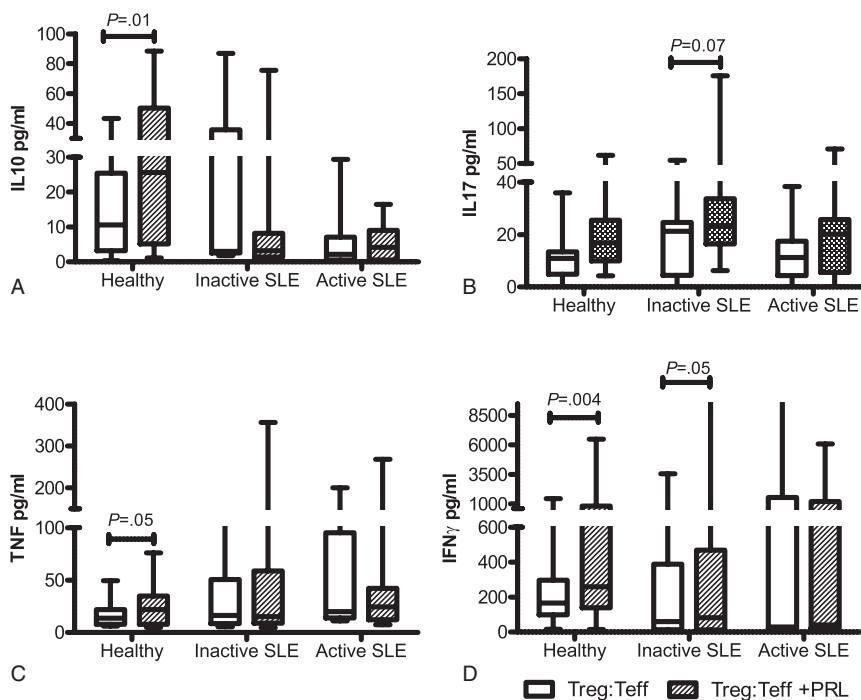 P=.01
100
80
60
40
30
20
10
0
IL10 pg/ml
Healthy
Inactive SLE
Active SLE
A
P=0.07
200
150
100
50
40
20
0
IL17 pg/ml
Healthy
Inactive SLE
Active SLE
B
400
300
200
100
50
0
TNF pg/ml
P=.05
Healthy
Inactive SLE
Active SLE
C
P=.05
P=.004
8500
6000
3500
1000
600
400
200
0
IFNγ pg/ml
Healthy
Inactive SLE
Active SLE
D
Treg:Teff
Treg:Teff +PRL